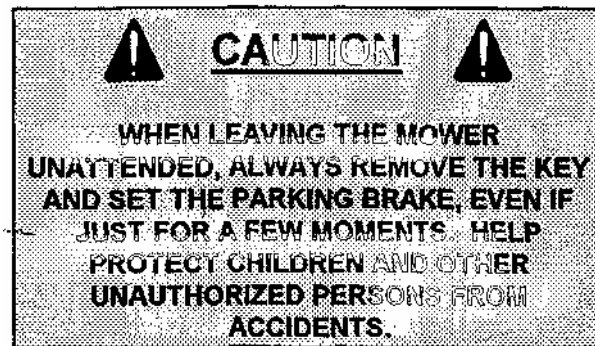 CAUTION
WHEN LEAVING THE MOWER
UNATTENDED, ALWAYS REMOVE THE KEY
AND SET THE PARKING BRAKE, EVEN IF
JUST FOR A FEW MOMENTS. HELP
PROTECT CHILDREN AND OTHER
UNAUTHORIZED PERSONS FROM
ACCIDENTS.